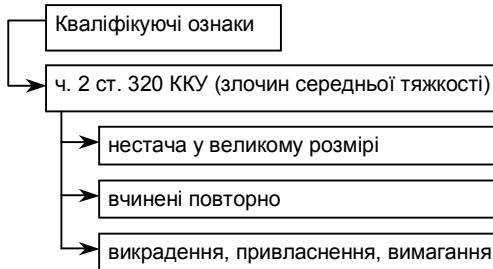 Кваліфікуючі ознаки
ч. 2 ст. 320 ККУ (злочин середньої тяжкості)
нестача у великому розмірі
вчинені повторно
викрадення, привласнення, вимагання